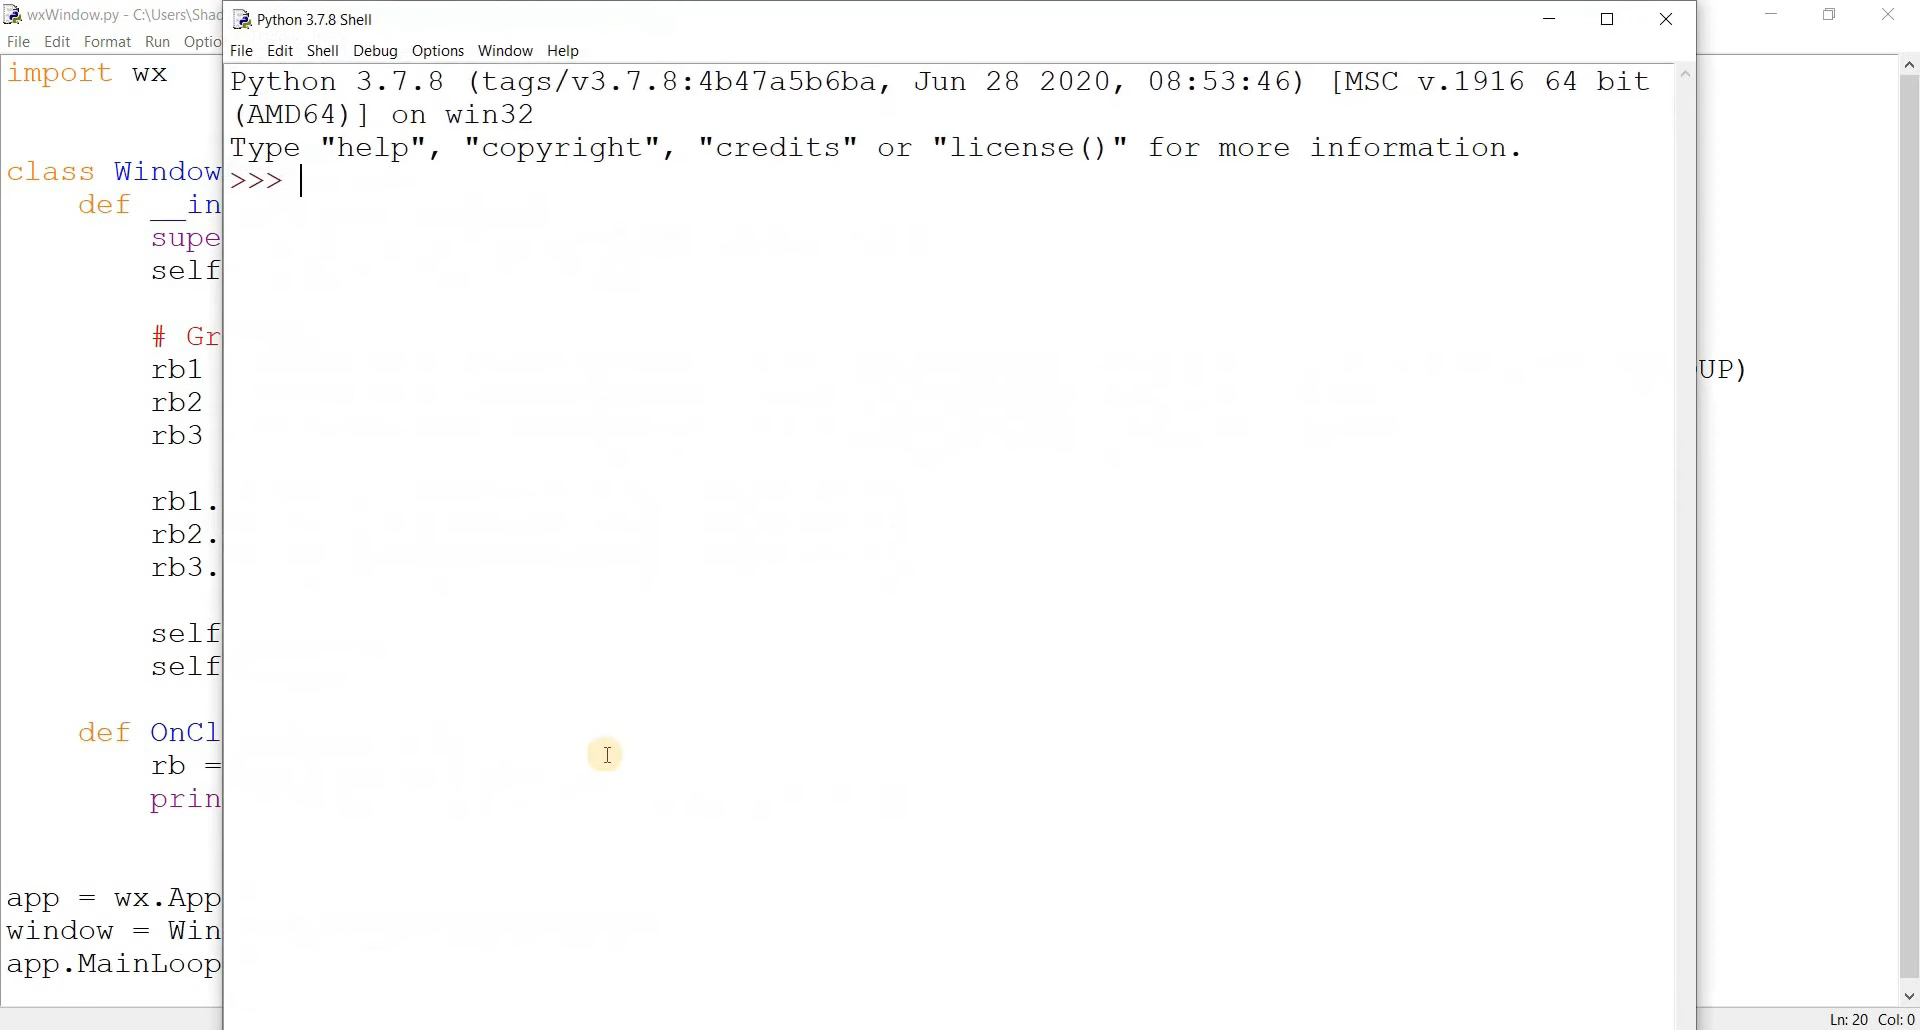 wxWindow.py - C:\Users\Shad
File Edit Format Run Optio
import wx
class Window
def __in
supe
self
# Gr
rb1
rb2
rb3
rb1.
rb2.
rb3.
self
self
def OnCl
rb =
prin
app = wx.App
window = Win
app.MainLoop
Python 3.7.8 Shell
File Edit Shell Debug Options Window Help
Python 3.7.8 (tags/v3.7.8:4b47a5b6ba, Jun 28 2020, 08:53:46) [MSC v.1916 64 bit
(AMD64)] on win32
Type "help", "copyright", "credits" or "license()" for more information.
>>>
UP)
Ln: 20 Col: 0